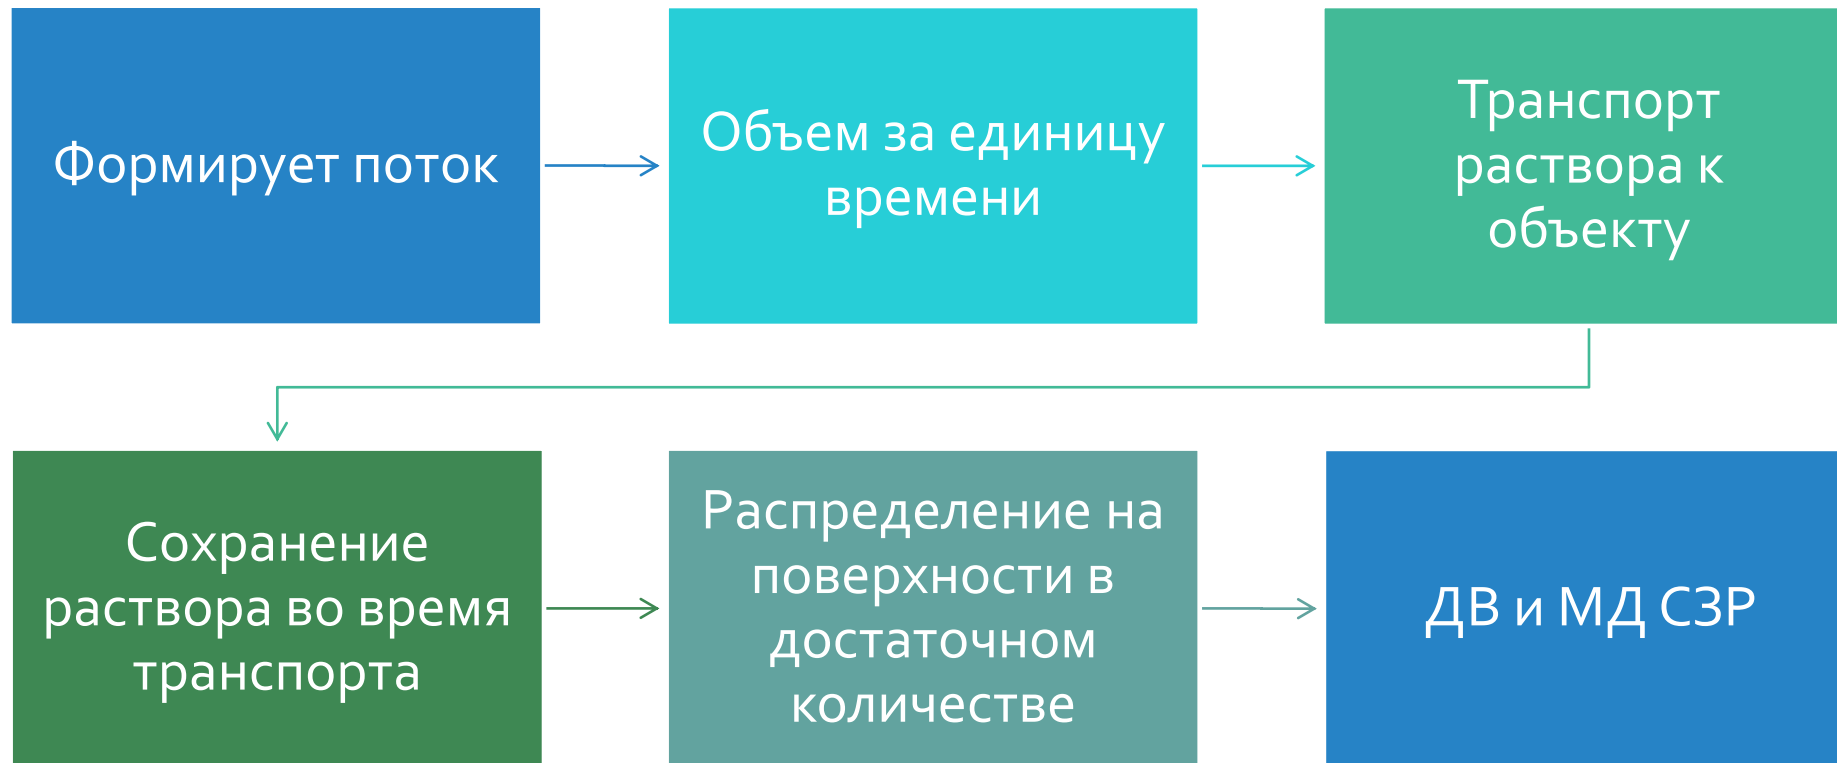 Формирует поток
Объем за единицу
времени
Транспорт
раствора к
объекту
Сохранение
раствора во время
транспорта
Распределение на
поверхности в
достаточном
количестве
ДВ и МД СЗР